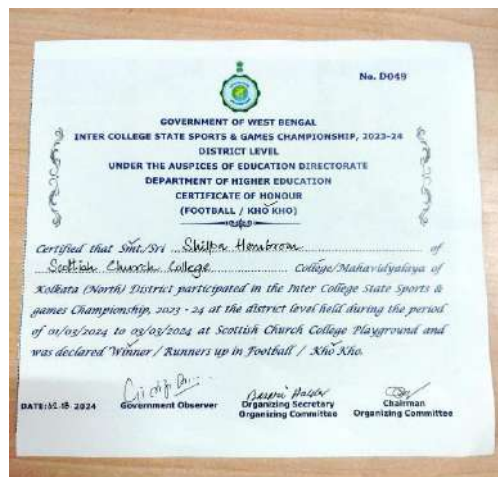 No. D049
GOVERNMENT OF WEST BENGAL
INTER COLLEGE STATE SPORTS & GAMES CHAMPIONSHIP, 2023-24
DISTRICT LEVEL
UNDER THE AUSPICES OF EDUCATION DIRECTORATE
DEPARTMENT OF HIGHER EDUCATION
CERTIFICATE OF HONOUR
(FOOTBALL / KHO KHO)
Certified that Smt./Sri Shilpa Hembrom of
Scottish Church College College/Mahavidyalaya of
Kolkata (North) District participated in the Inter College State Sports &
games Championship, 2023 - 24 at the district level held during the period
of 01/03/2024 to 03/03/2024 at Scottish Church College Playground and
was declared Winner / Runners up in Football / Kho Kho.
DATE: 2024
Government Observer
Organizing Secretary
Organizing Committee
Chairman
Organizing Committee